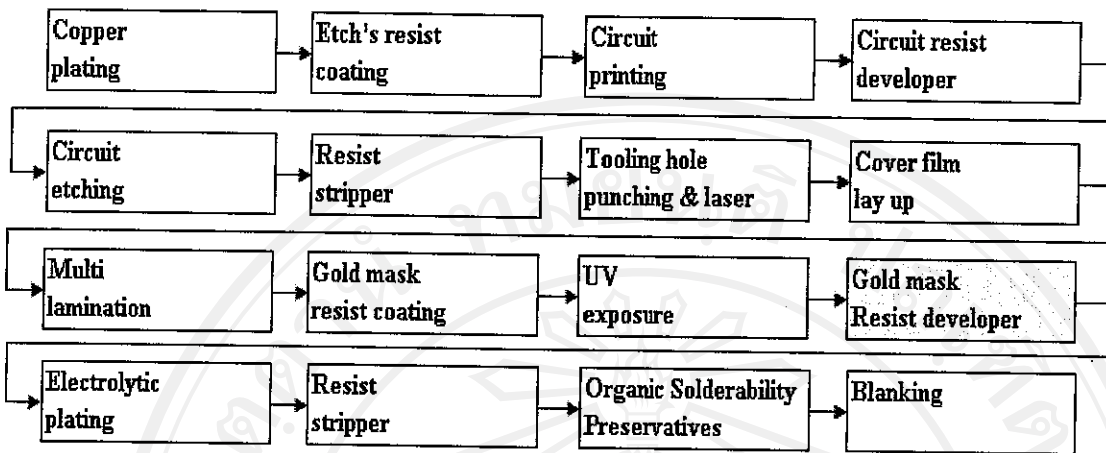 Copper
plating
Etch's resist
coating
Circuit
printing
Circuit resist
developer
Circuit
etching
Resist
stripper
Tooling hole
punching & laser
Cover film
lay up
Multi
lamination
Gold mask
resist coating
UV
exposure
Gold mask
Resist developer
Electrolytic
plating
Resist
stripper
Organic Solderability
Preservatives
Blanking